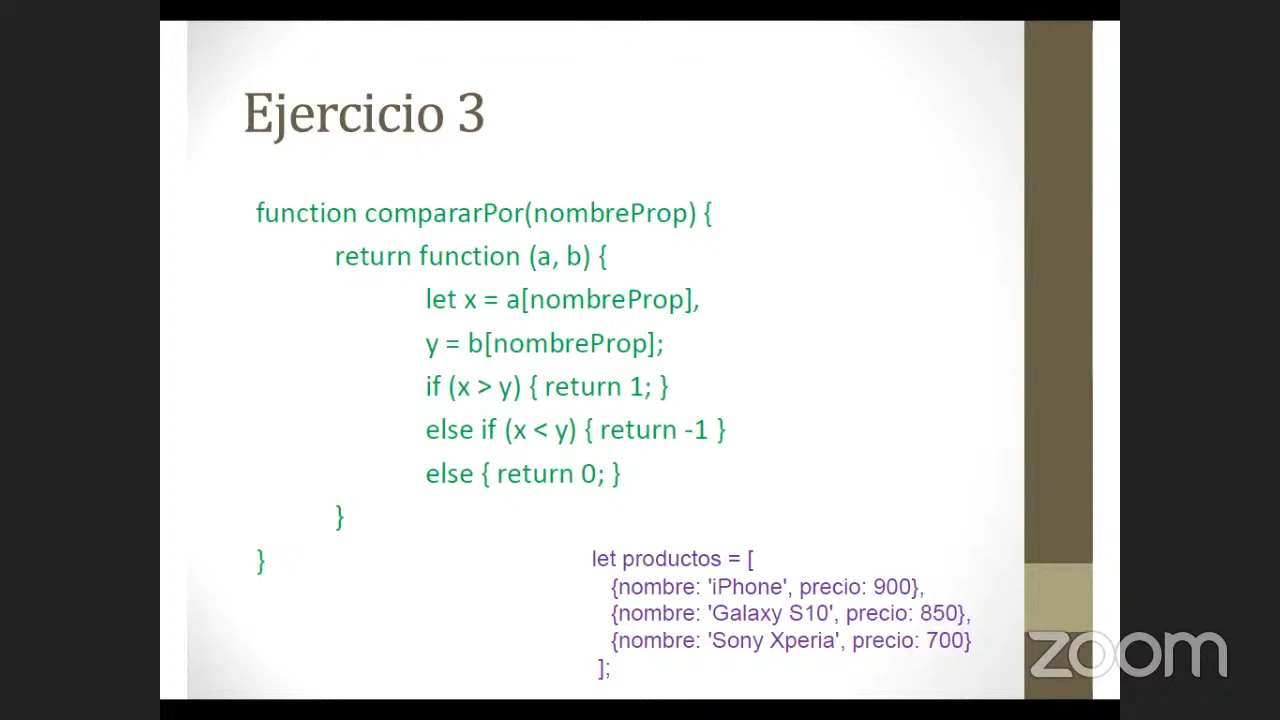 Ejercicio 3
function compararPor(nombreProp) {
return function (a, b) {
let x = a[nombreProp],
y = b[nombreProp];
if (x > y) { return 1; }
else if (x < y) { return -1 }
else { return 0; }
}
}
let productos = [
{nombre: 'iPhone', precio: 900},
{nombre: 'Galaxy S10', precio: 850},
{nombre: 'Sony Xperia', precio: 700}
];
zoom